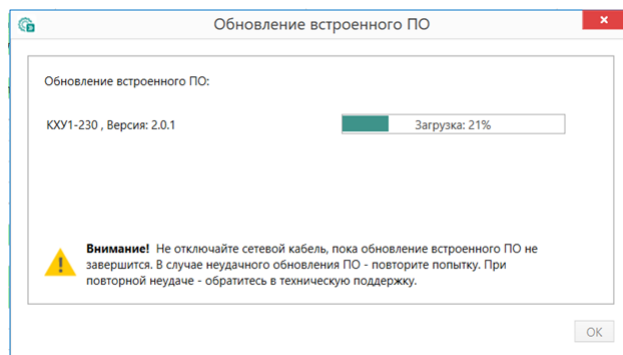 Обновление встроенного ПО
Обновление встроенного ПО:
КХУ1-230 , Версия: 2.0.1
Загрузка: 21%
Внимание! Не отключайте сетевой кабель, пока обновление встроенного ПО не
завершится. В случае неудачного обновления ПО - повторите попытку. При
повторной неудаче - обратитесь в техническую поддержку.
ОК